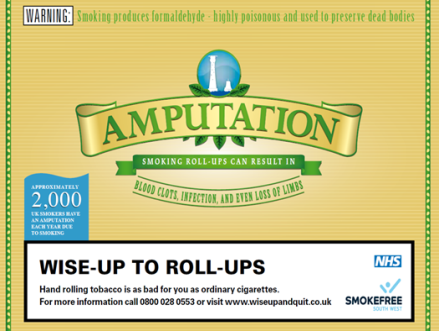 WARNING: Smoking produces formaldehyde - highly poisonous and used to preserve dead bodies
L
AMPUTATION
SMOKING ROLL-UPS CAN RESULT IN
BLOOD CLOTS, INFECTION, AND EVEN LOSS OF LIMBS
APPROXIMATELY
2,000
UK SMOKERS HAVE
AN AMPUTATION
EACH YEAR DUE
TO SMOKING
WISE-UP TO ROLL-UPS
Hand rolling tobacco is as bad for you as ordinary cigarettes.
For more information call 0800 028 0553 or visit www.wiseupandquit.co.uk
NHS
SMOKEFREE
SOUTH WEST